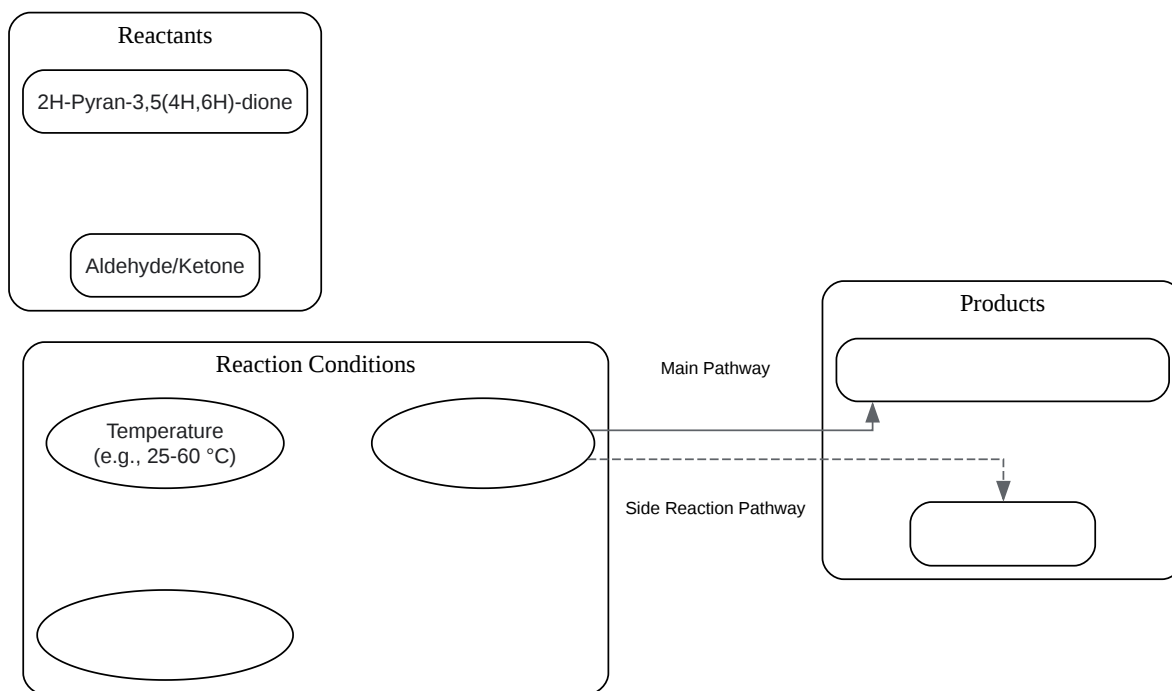 Reactants
2H-Pyran-3,5(4H,6H)-dione
Aldehyde/Ketone
Products
Reaction Conditions
Main Pathway
Temperature
(e.g., 25-60 °C)
Side Reaction Pathway